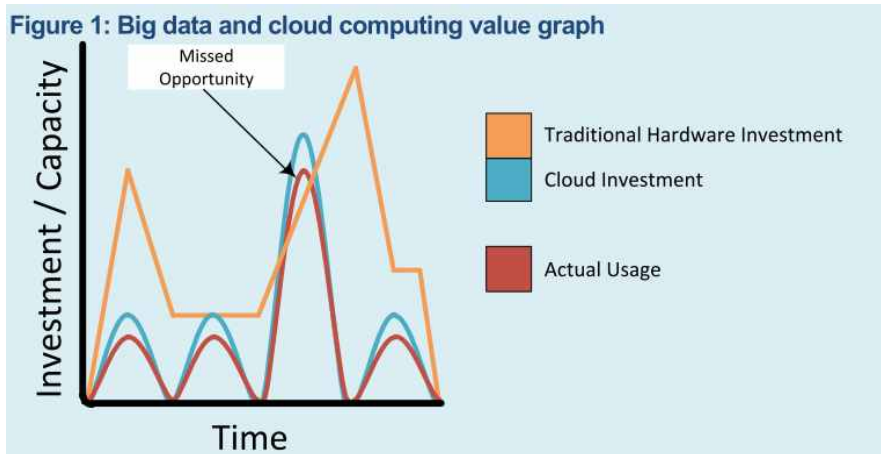 Figure 1: Big data and cloud computing value graph
Missed
Opportunity
Investment / Capacity
Traditional Hardware Investment
Cloud Investment
Actual Usage
Time